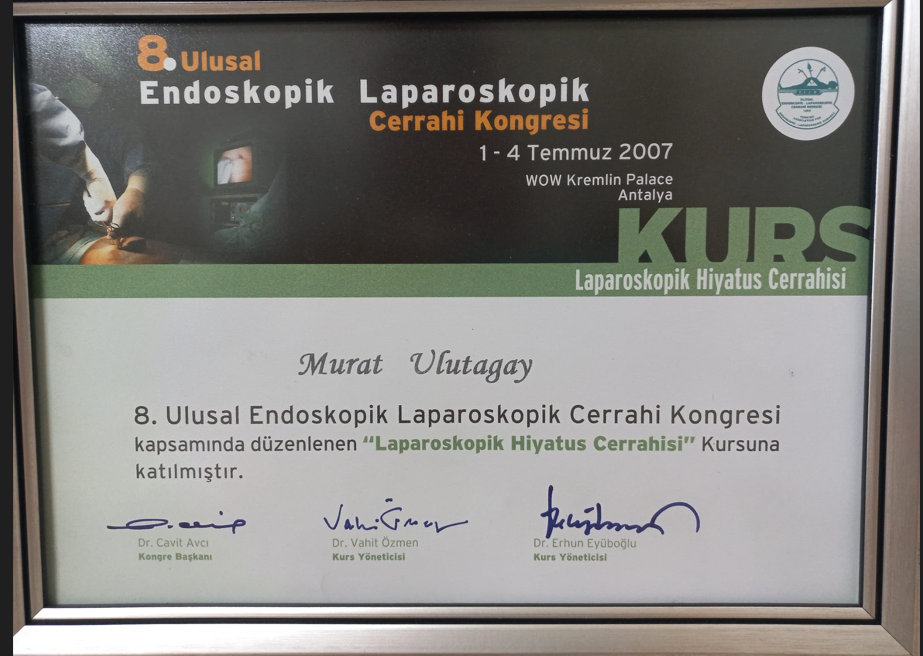 8. Ulusal
Endoskopik Laparoskopik
Cerrahi Kongresi
1 - 4 Temmuz 2007
WOW Kremlin Palace
Antalya
KURS
Laparoskopik Hiyatus Cerrahisi
Murat Ulutagay
8. Ulusal Endoskopik Laparoskopik Cerrahi Kongresi
kapsamında düzenlenen “Laparoskopik Hiyatus Cerrahisi” Kursuna
katılmıştır.
Dr. Cavit Avcı
Kongre Başkanı
Dr. Vahit Özmen
Kurs Yöneticisi
Dr. Erhun Eyüboğlu
Kurs Yöneticisi